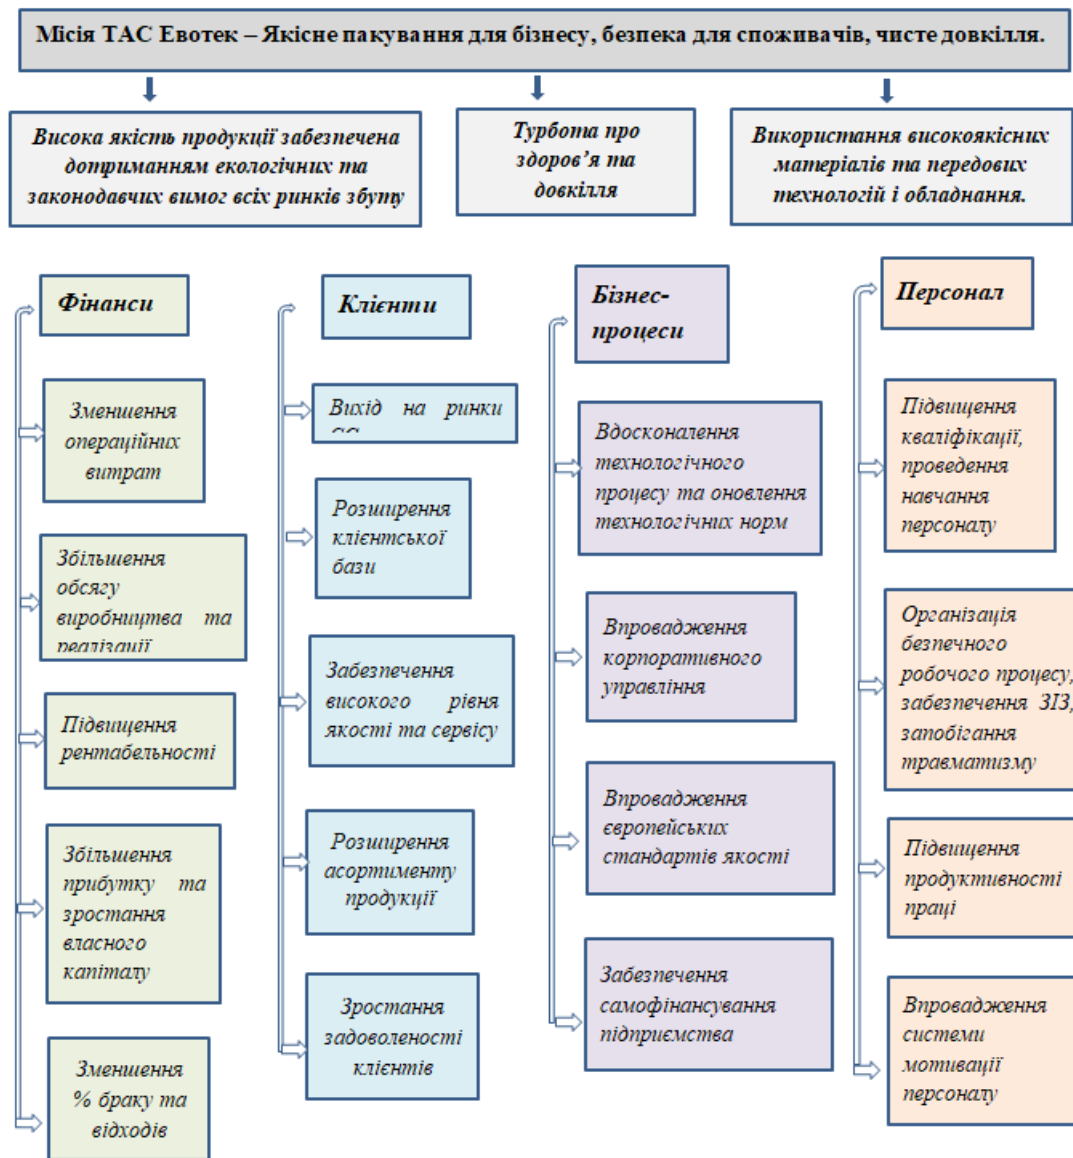 Місія ТАС Евотек – Якісне пакування для бізнесу, безпека для споживачів, чисте довкілля.
Висока якість продукції забезпечена
дотриманням екологічних та
законодавчих вимог всіх ринків збуту
Турбота про
здоров’я та
довкілля
Використання високоякісних
матеріалів та передових
технологій і обладнання.
Фінанси
Зменшення
операційних
витрат
Збільшення
обсягу
виробництва та
реалізації
Підвищення
рентабельності
Збільшення
прибутку та
зростання
власного
капіталу
Зменшення
% браку та
відходів
Клієнти
Вихід на ринки
Розширення
клієнтської
бази
Забезпечення
високого рівня
якості та сервісу
Розширення
асортименту
продукції
Зростання
задоволеності
клієнтів
Бізнес-
процеси
Вдосконалення
технологічного
процесу та оновлення
технологічних норм
Впровадження
корпоративного
управління
Впровадження
європейських
стандартів якості
Забезпечення
самофінансування
підприємства
Персонал
Підвищення
кваліфікації,
проведення
навчання
персоналу
Організація
безпечного
робочого процесу,
забезпечення ЗІЗ,
запобігання
травматизму
Підвищення
продуктивності
праці
Впровадження
системи
мотивації
персоналу